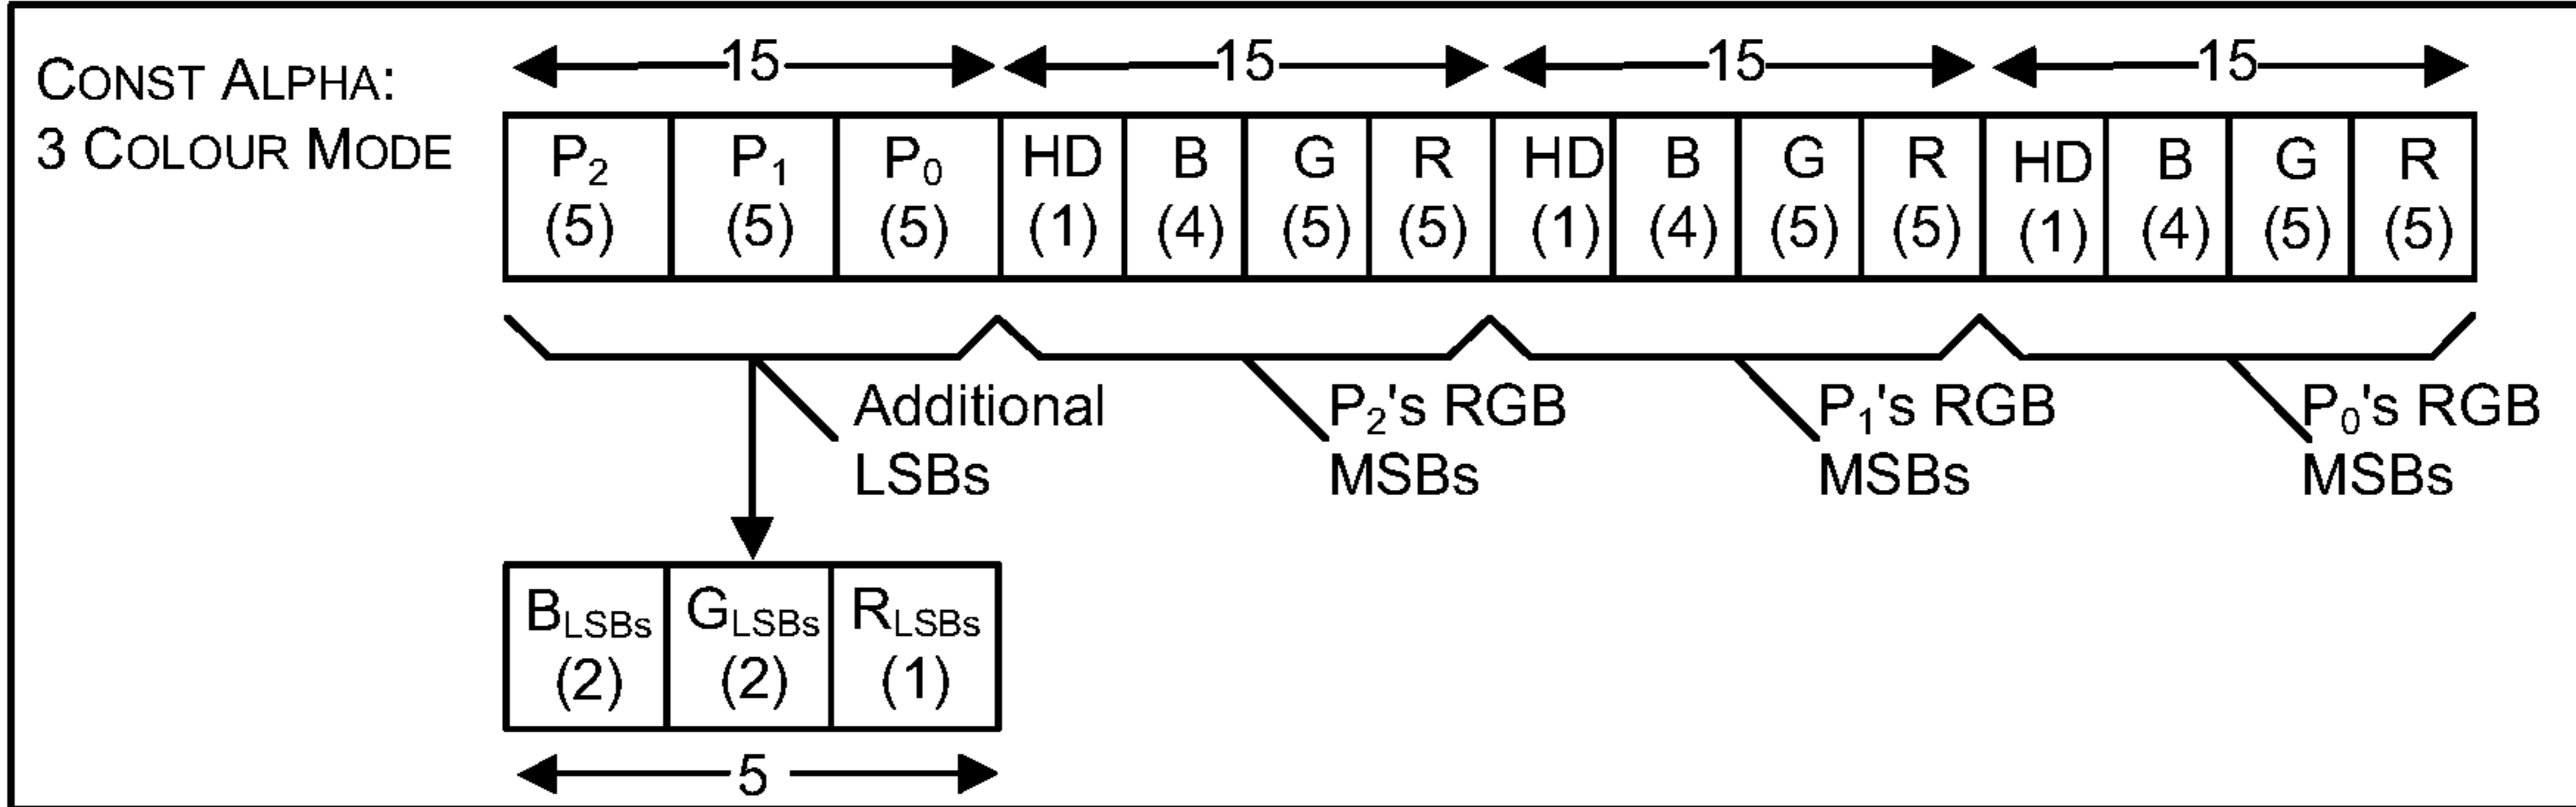 CONST ALPHA:
3 COLOUR MODE
15 15 15 15
P2 P1 P0 HD B G R HD B G R HD B G R
(5) (5) (5) (1) (4) (5) (5) (1) (4) (5) (5) (1) (4) (5) (5)
Additional
LSBs
P2's RGB
MSBs
P1's RGB
MSBs
P0's RGB
MSBs
BLSBs GLSBs RLSBs
(2) (2) (1)
5